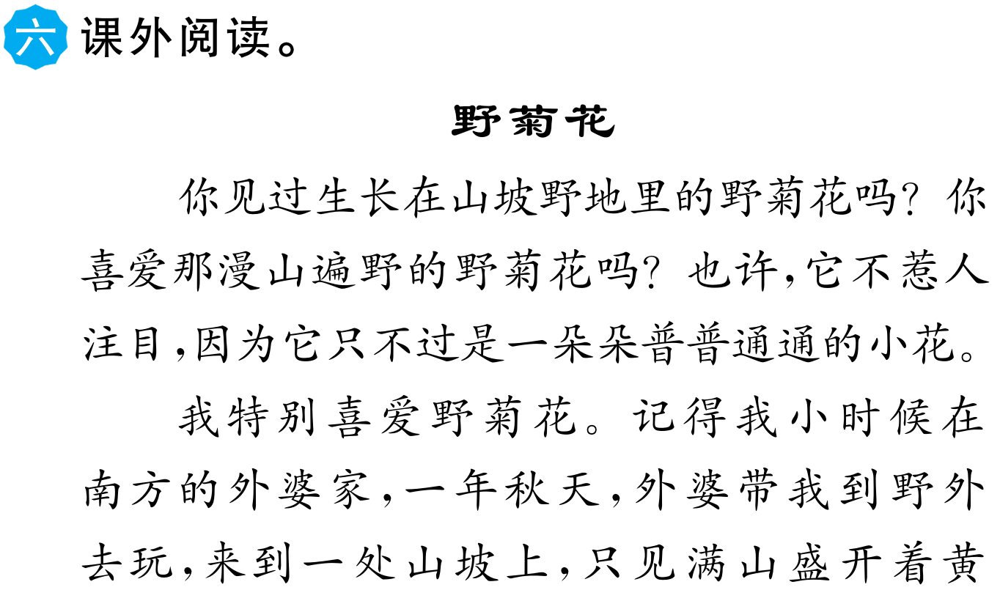 六 课外阅读。
野菊花
你见过生长在山坡野地里的野菊花吗？你
喜爱那漫山遍野的野菊花吗？也许，它不惹人
注目，因为它只不过是一朵朵普普通通的小花。
我特别喜爱野菊花。记得我小时候在
南方的外婆家，一年秋天，外婆带我到野外
去玩，来到一处山坡上，只见满山盛开着黄